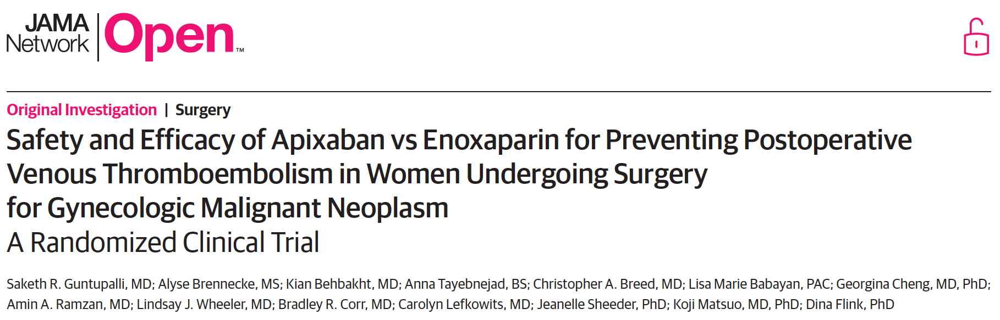 JAMA
Network
Open™
Original Investigation | Surgery
Safety and Efficacy of Apixaban vs Enoxaparin for Preventing Postoperative
Venous Thromboembolism in Women Undergoing Surgery
for Gynecologic Malignant Neoplasm
A Randomized Clinical Trial
Saketh R. Guntupalli, MD; Alyse Brennecke, MS; Kian Behbakht, MD; Anna Tayebnejad, BS; Christopher A. Breed, MD; Lisa Marie Babayan, PAC; Georgina Cheng, MD, PhD;
Amin A. Ramzan, MD; Lindsay J. Wheeler, MD; Bradley R. Corr, MD; Carolyn Lefkowits, MD; Jeanelle Sheeder, PhD; Koji Matsuo, MD, PhD; Dina Flink, PhD